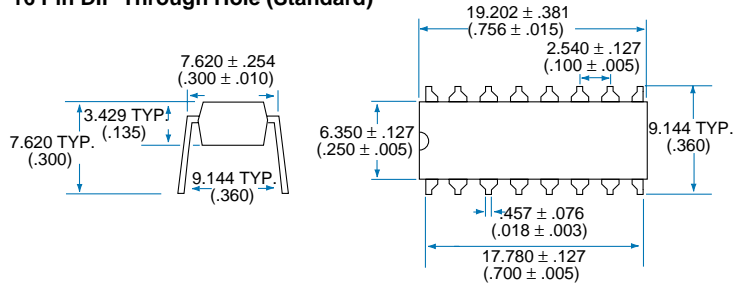 16 Pin DIP Through Hole (Standard)
19.202 ± .381
(.756 ± .015)
7.620 ± .254
(.300 ± .010)
2.540 ± .127
(.100 ± .005)
3.429 TYP.
(.135)
7.620 TYP.
(.300)
6.350 ± .127
(.250 ± .005)
9.144 TYP.
(.360)
9.144 TYP.
(.360)
.457 ± .076
(.018 ± .003)
17.780 ± .127
(.700 ± .005)